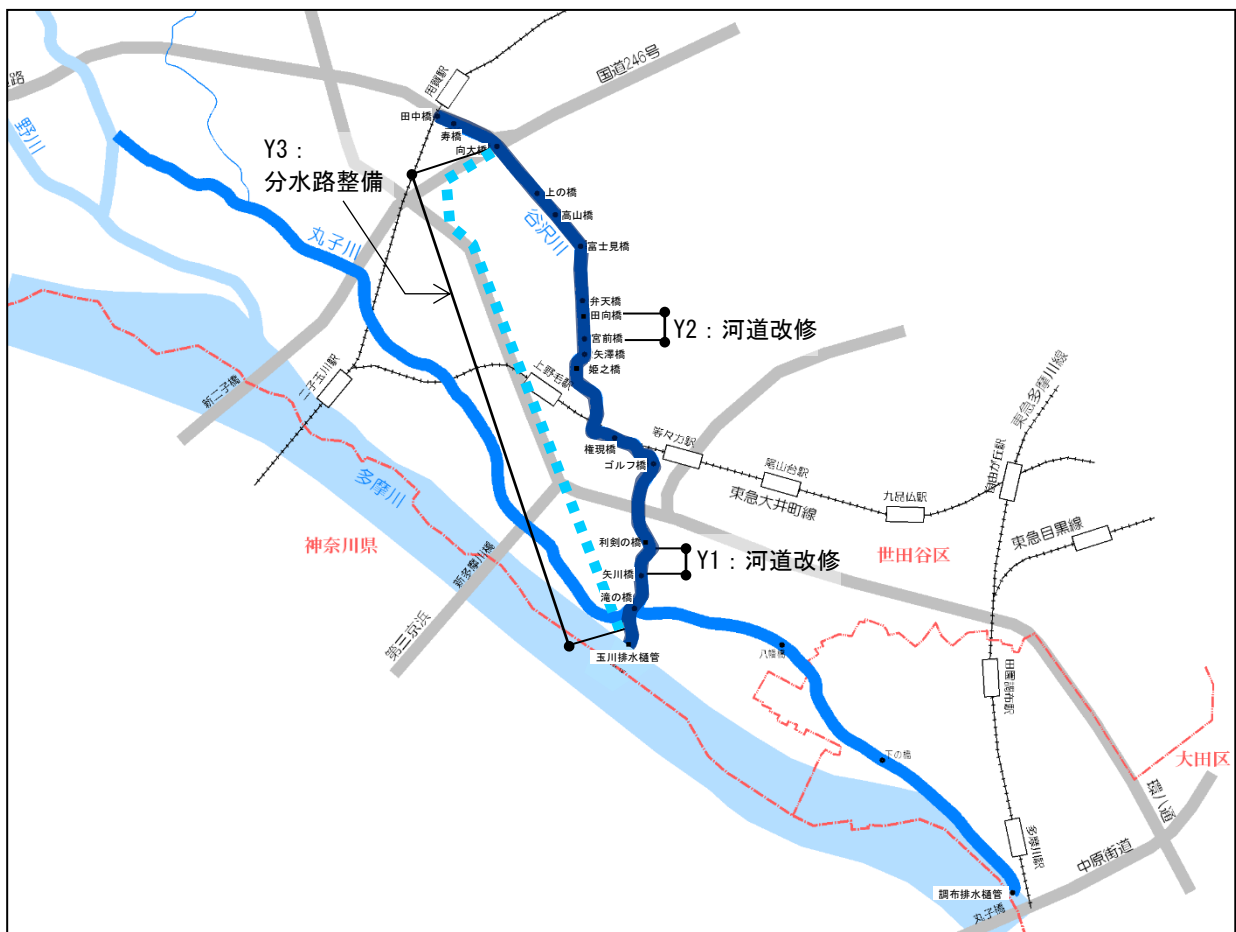 国道246号
路
用賀駅
野川
田中橋
寿橋
向大橋
Y3：
分水路整備
上の橋
高山橋
谷沢川
丸子川
富士見橋
弁天橋
田向橋
Y2：河道改修
宮前橋
矢澤橋
姫之橋
上野毛駅
二子玉川駅
新二子橋
東急多摩川線
権現橋
等々力駅
ゴルフ橋
尾山台駅
自由が丘駅
九品仏駅
東急大井町線
多摩川
神奈川県
東急目黒線
利剣の橋
世田谷区
新多摩川橋
Y1：河道改修
矢川橋
滝の橋
第三京浜
玉川排水樋管
八幡橋
田園調布駅
下の橋
大田区
環八通
多摩川駅
中原街道
調布排水樋管
丸子橋